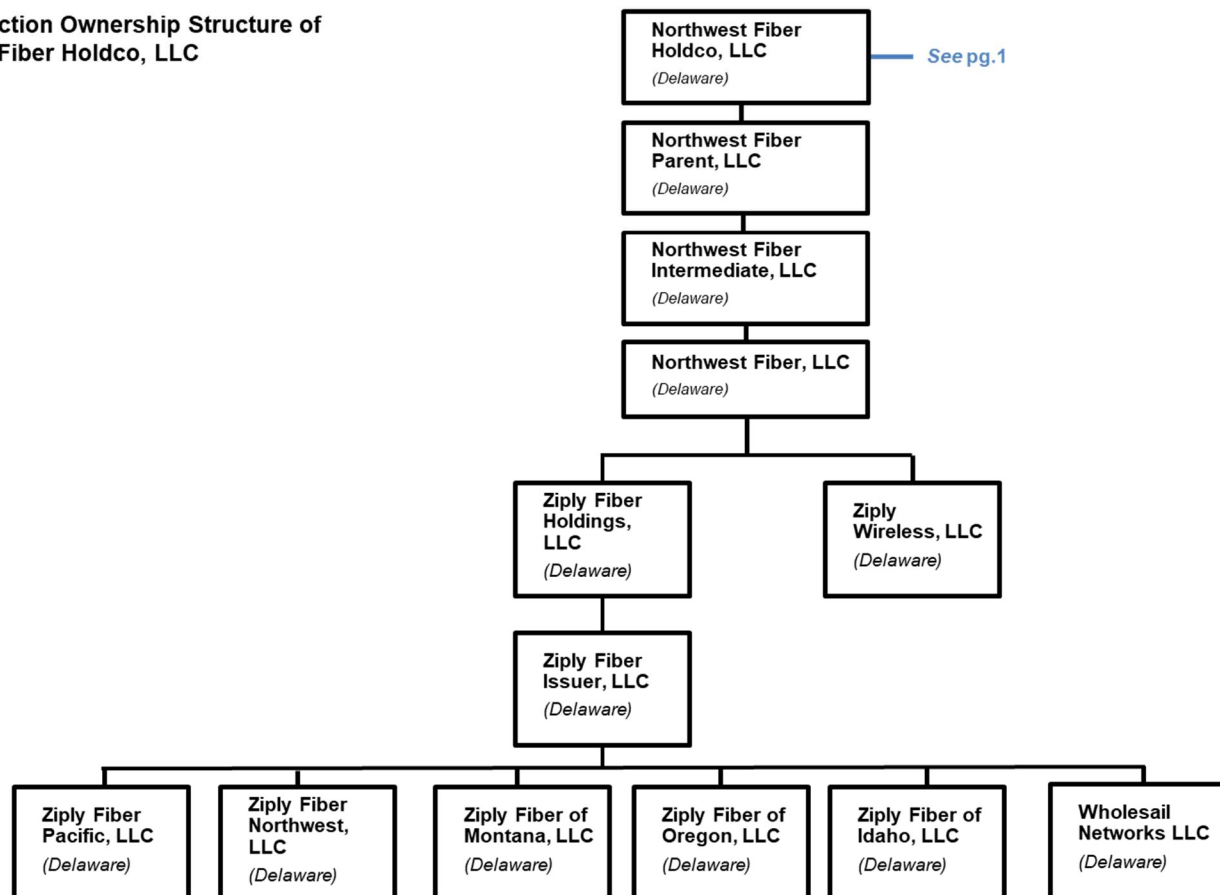 ction Ownership Structure of
Fiber Holdco, LLC
Northwest Fiber
Holdco, LLC
(Delaware)
See pg.1
Northwest Fiber
Parent, LLC
(Delaware)
Northwest Fiber
Intermediate, LLC
(Delaware)
Northwest Fiber, LLC
(Delaware)
Ziply Fiber
Holdings,
LLC
(Delaware)
Ziply
Wireless, LLC
(Delaware)
Ziply Fiber
Issuer, LLC
(Delaware)
Ziply Fiber
Pacific, LLC
(Delaware)
Ziply Fiber
Northwest,
LLC
(Delaware)
Ziply Fiber of
Montana, LLC
(Delaware)
Ziply Fiber of
Oregon, LLC
(Delaware)
Ziply Fiber of
Idaho, LLC
(Delaware)
Wholesail
Networks LLC
(Delaware)